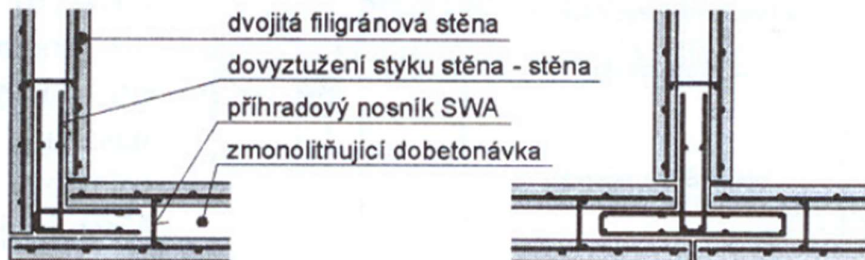 dvojitá filigránová stěna
dovyztužení styku stěna - stěna
příhradový nosník SWA
zmonolitňující dobetonávka